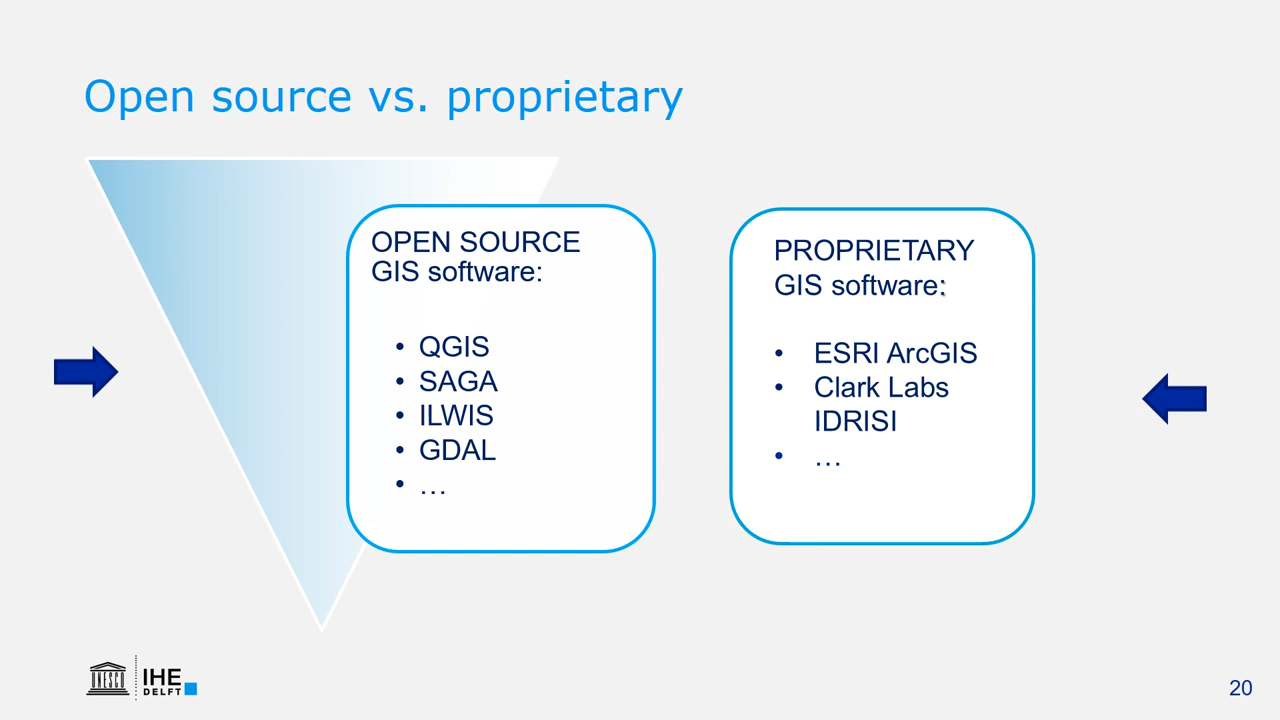 Open source vs. proprietary
OPEN SOURCE
GIS software:
• QGIS
• SAGA
• ILWIS
• GDAL
• …
PROPRIETARY
GIS software:
• ESRI ArcGIS
• Clark Labs
IDRISI
• …
UNESCO
IHE
DELFT
20